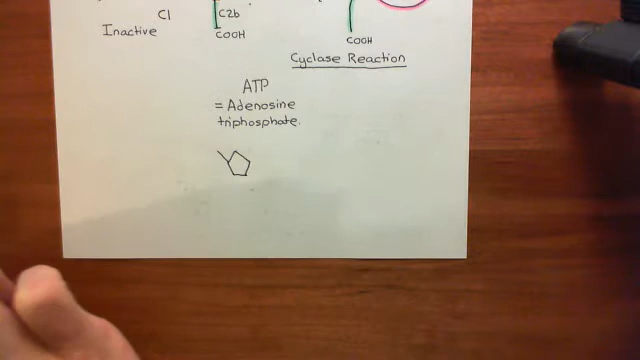 C1
C2b
Inactive
COOH
COOH
Cyclase Reaction
ATP
= Adenosine
triphosphate.